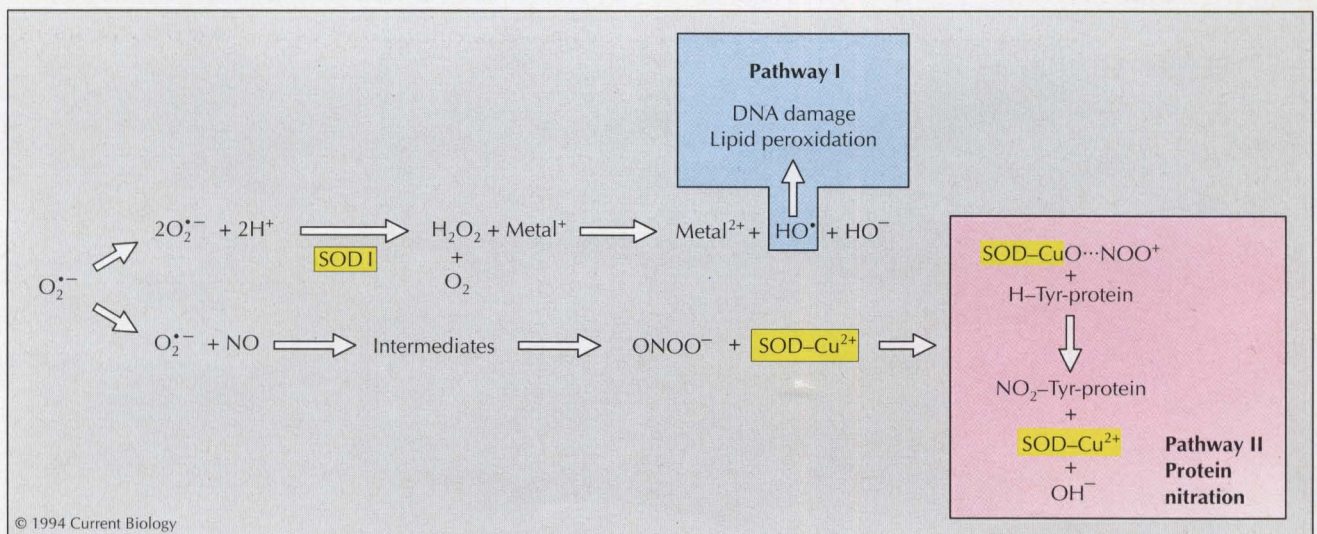 Pathway I
DNA damage
Lipid peroxidation
2O₂•⁻ + 2H⁺
SOD I
H₂O₂ + Metal⁺
+
O₂
Metal²⁺ + HO• + HO⁻
O₂•⁻
O₂•⁻ + NO
Intermediates
ONOO⁻ + SOD–Cu²⁺
SOD–CuO···NOO⁺
+
H–Tyr-protein
NO₂–Tyr-protein
+
SOD–Cu²⁺
+
OH⁻
Pathway II
Protein
nitration
© 1994 Current Biology